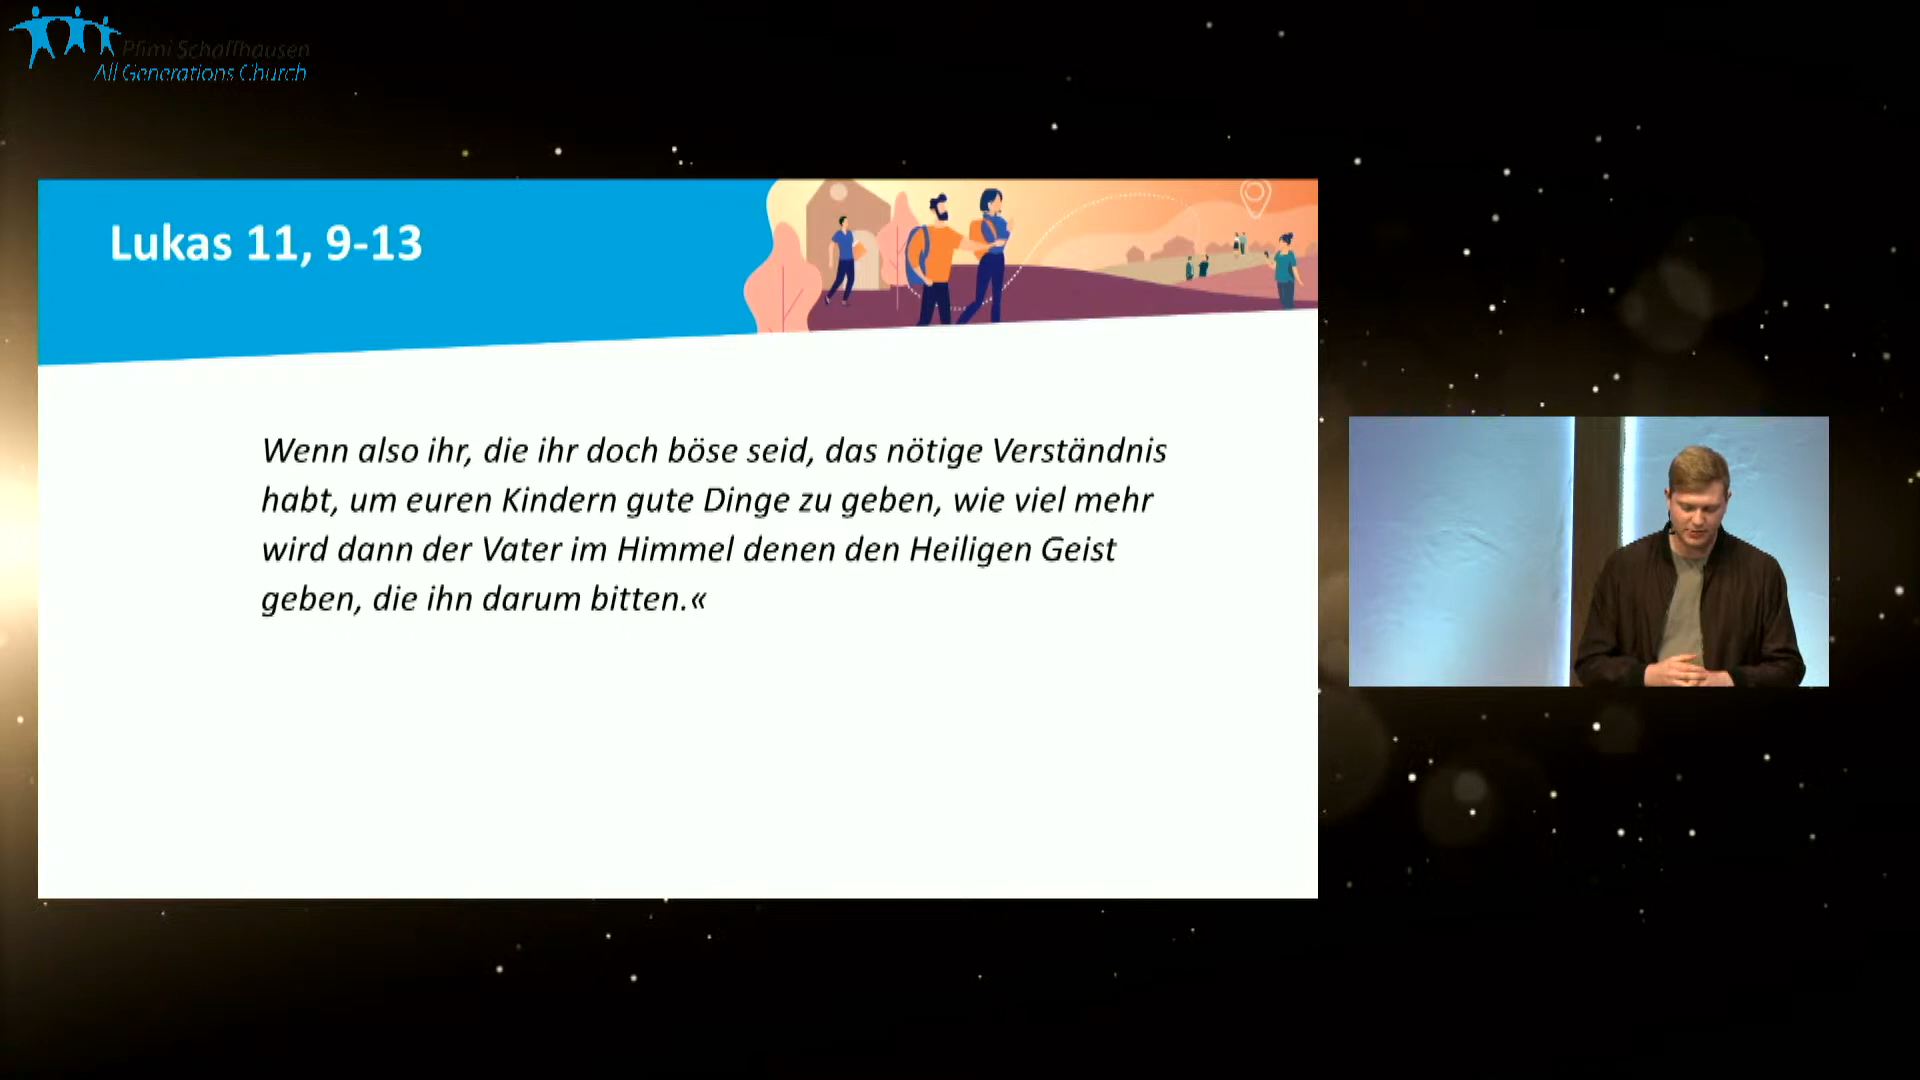 Pfimi Schaffhausen
All Generations Church
Lukas 11, 9-13
Wenn also ihr, die ihr doch böse seid, das nötige Verständnis
habt, um euren Kindern gute Dinge zu geben, wie viel mehr
wird dann der Vater im Himmel denen den Heiligen Geist
geben, die ihn darum bitten.«